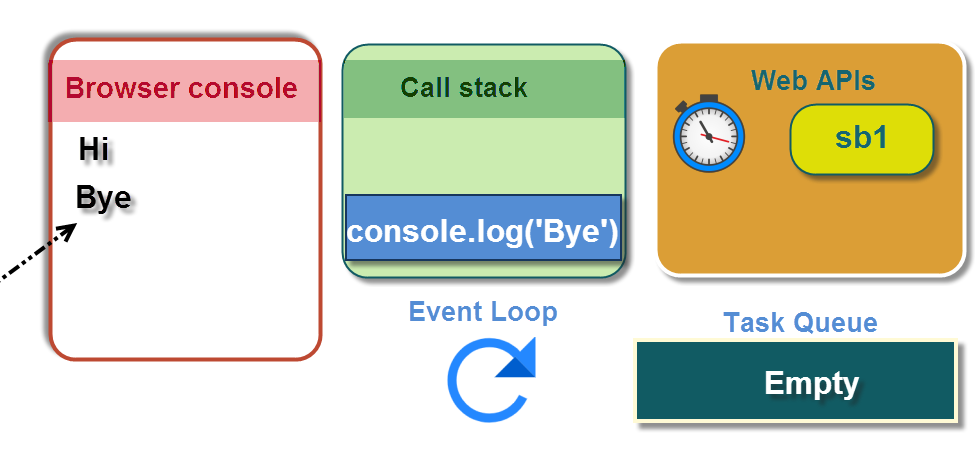 Browser console
Hi
Bye
Call stack
console.log('Bye')
Web APIs
sb1
Event Loop
Task Queue
Empty